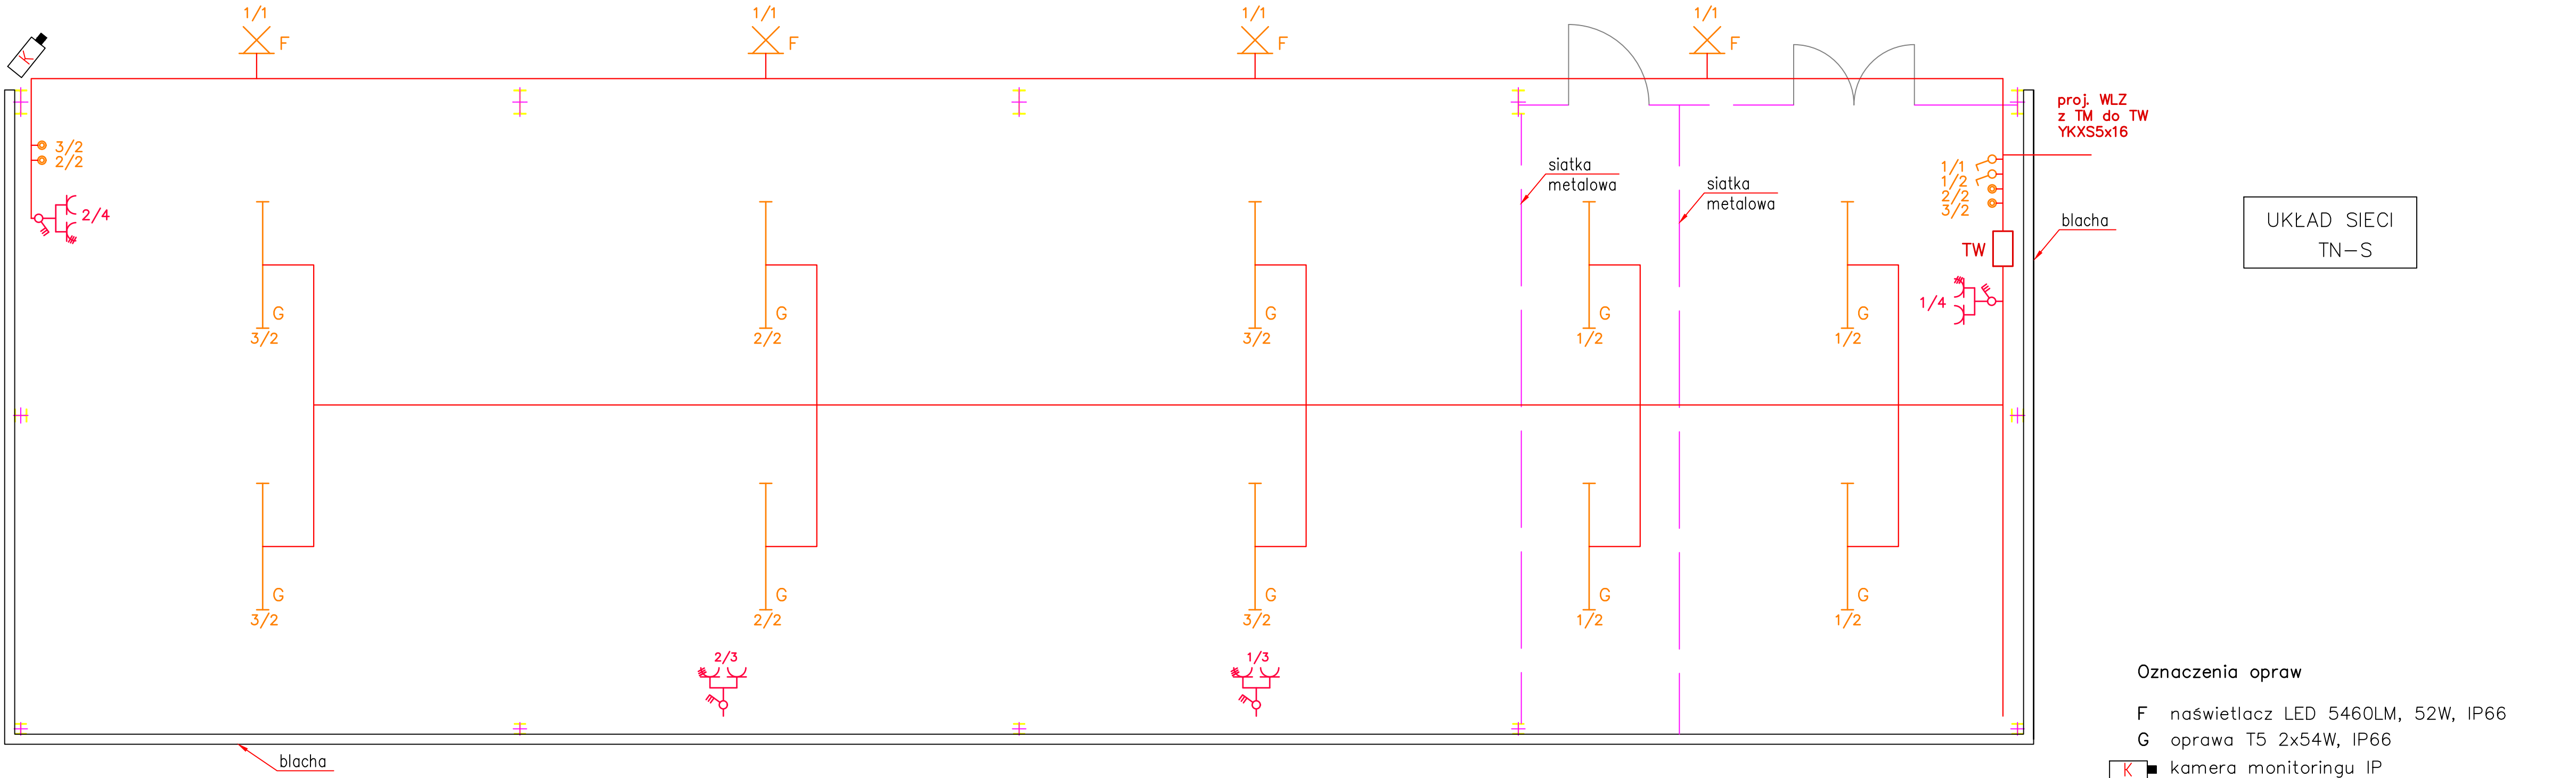 1/1
F
1/1
F
1/1
F
1/1
F
K
proj. WLZ
z TM do TW
YKXS5x16
3/2
2/2
2/4
siatka
metalowa
siatka
metalowa
1/1
1/2
2/2
3/2
blacha
UKŁAD SIECI
TN-S
TW
1/4
G
3/2
G
2/2
G
3/2
G
1/2
G
1/2
G
3/2
G
2/2
G
3/2
G
1/2
G
1/2
2/3
1/3
blacha
Oznaczenia opraw
F naświetlacz LED 5460LM, 52W, IP66
G oprawa T5 2x54W, IP66
K kamera monitoringu IP